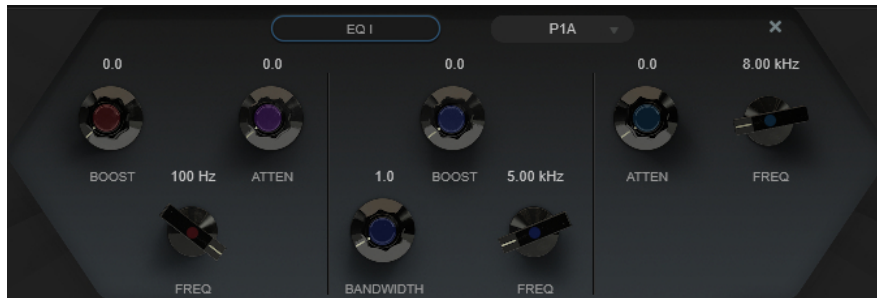 EQ I P1A ×
0.0 0.0 0.0 0.0 8.00 kHz
BOOST 100 Hz ATTEN 1.0 BOOST 5.00 kHz ATTEN FREQ
FREQ BANDWIDTH FREQ